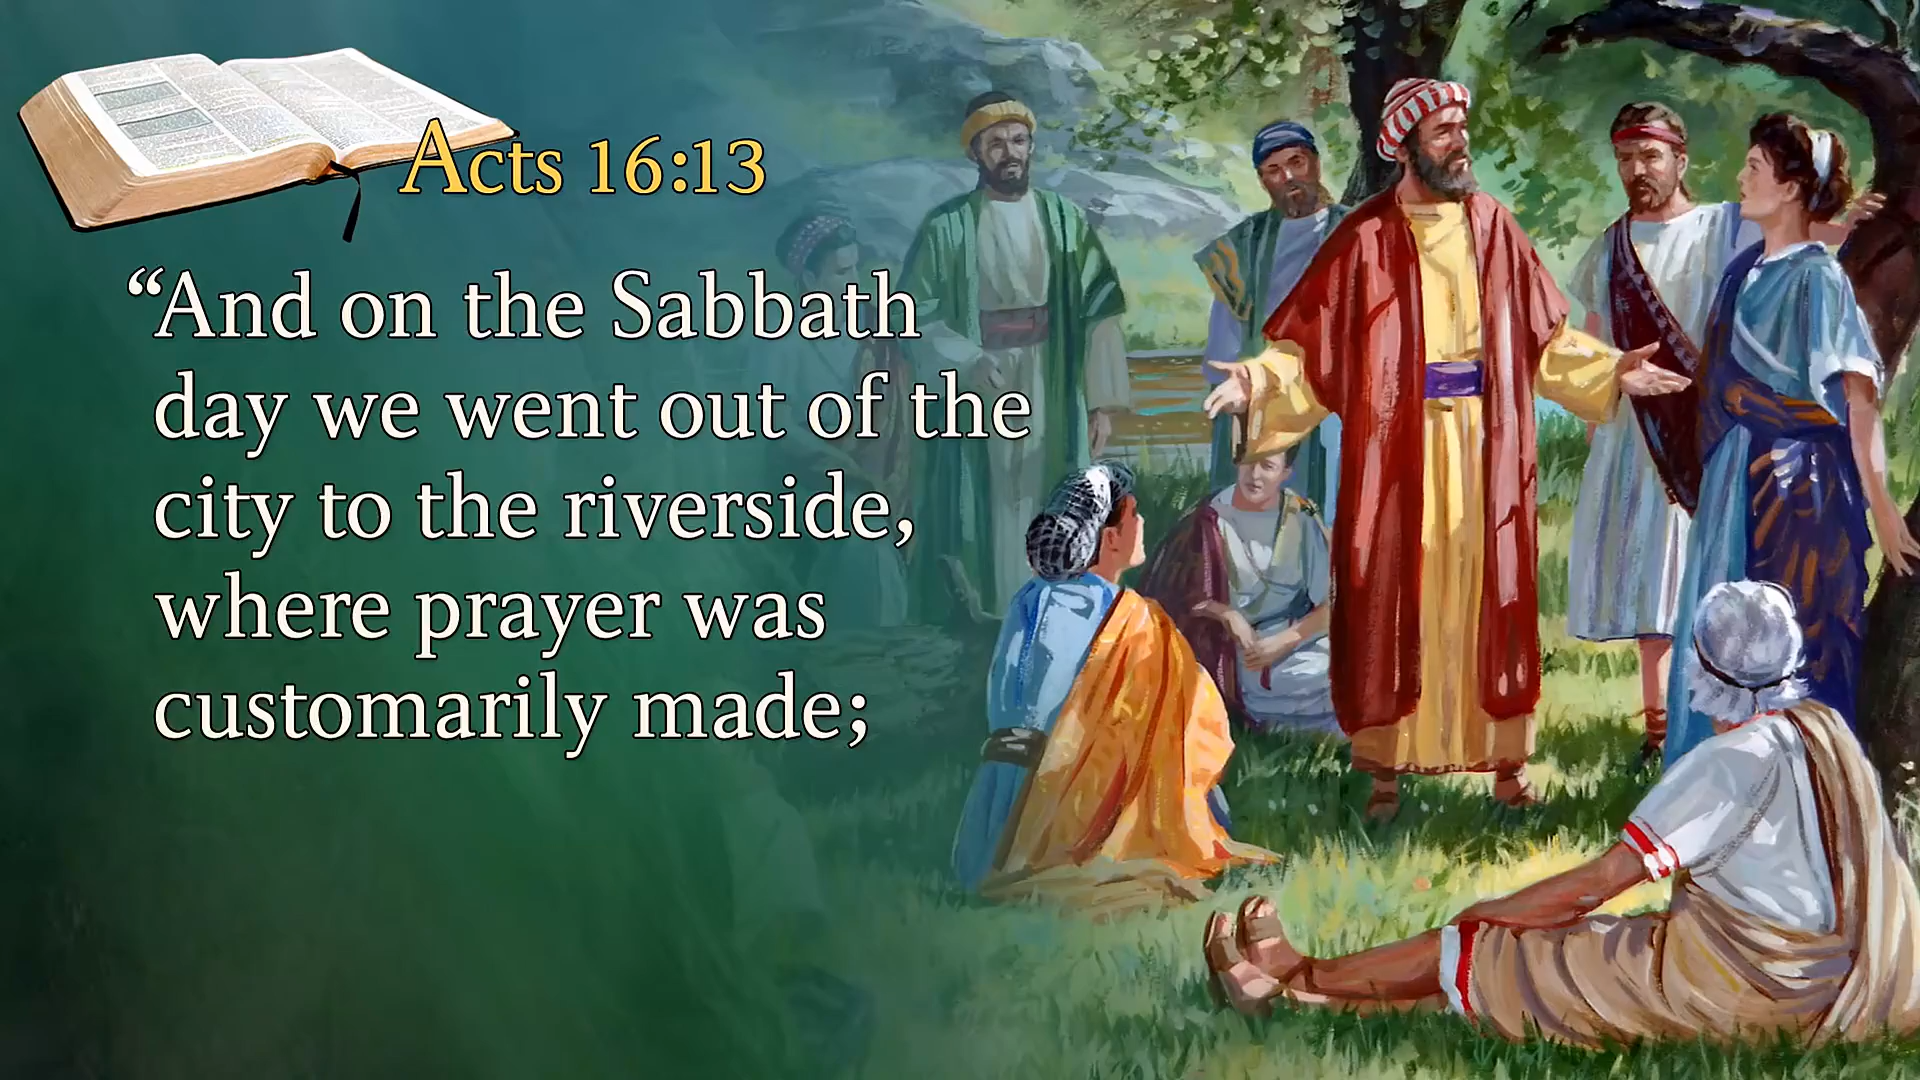 Acts 16:13
“And on the Sabbath
day we went out of the
city to the riverside,
where prayer was
customarily made;